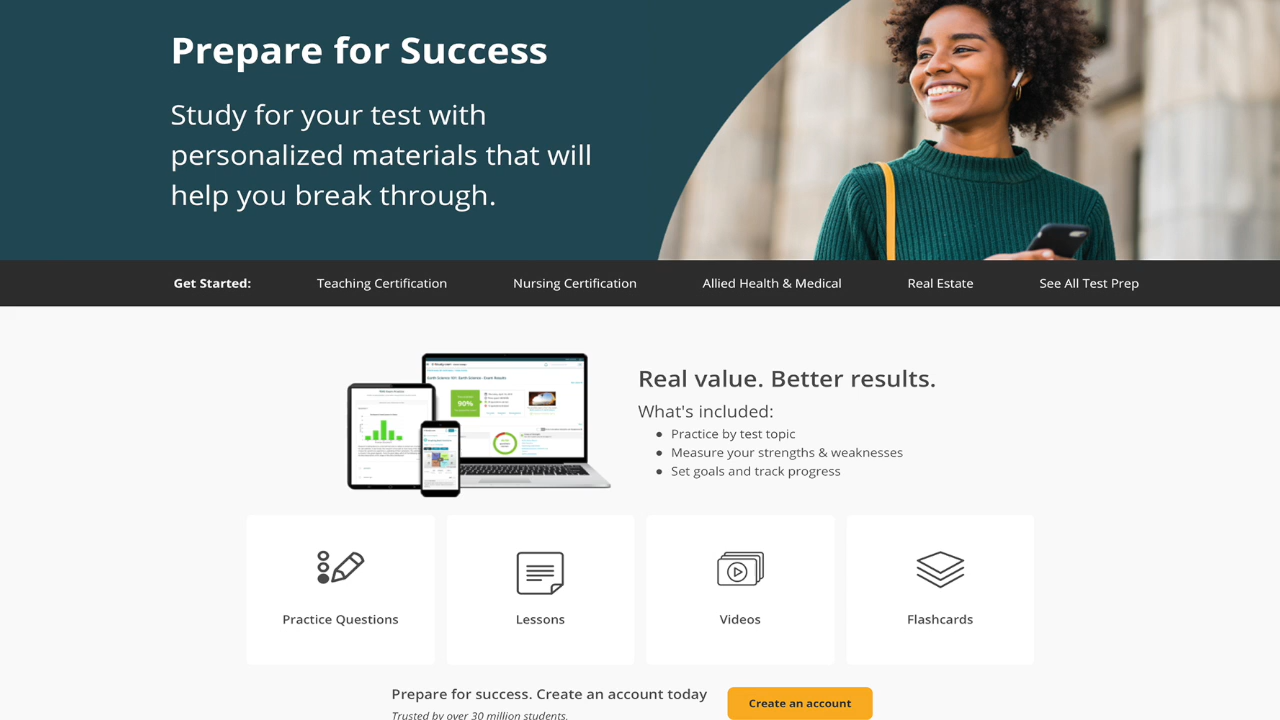 Prepare for Success
Study for your test with
personalized materials that will
help you break through.
Get Started: Teaching Certification Nursing Certification Allied Health & Medical Real Estate See All Test Prep
Real value. Better results.
What's included:
● Practice by test topic
● Measure your strengths & weaknesses
● Set goals and track progress
90%
Practice Questions
Lessons
Videos
Flashcards
Prepare for success. Create an account today
Trusted by over 30 million students.
Create an account